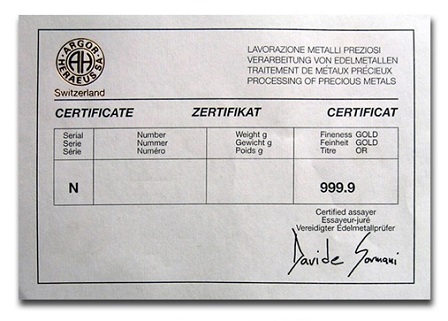 ARGOR
AH
HERAEUS SA
Switzerland
LAVORAZIONE METALLI PREZIOSI
VERARBEITUNG VON EDELMETALLEN
TRAITEMENT DE MÉTAUX PRÉCIEUX
PROCESSING OF PRECIOUS METALS
CERTIFICATE ZERTIFIKAT CERTIFICAT
Serial Number Weight g Fineness GOLD
Serie Nummer Gewicht g Feinheit GOLD
Série Numéro Poids g Titre OR
N 999.9
Certified assayer
Essayeur-juré
Vereidigter Edelmetallprüfer
Davide Sormani